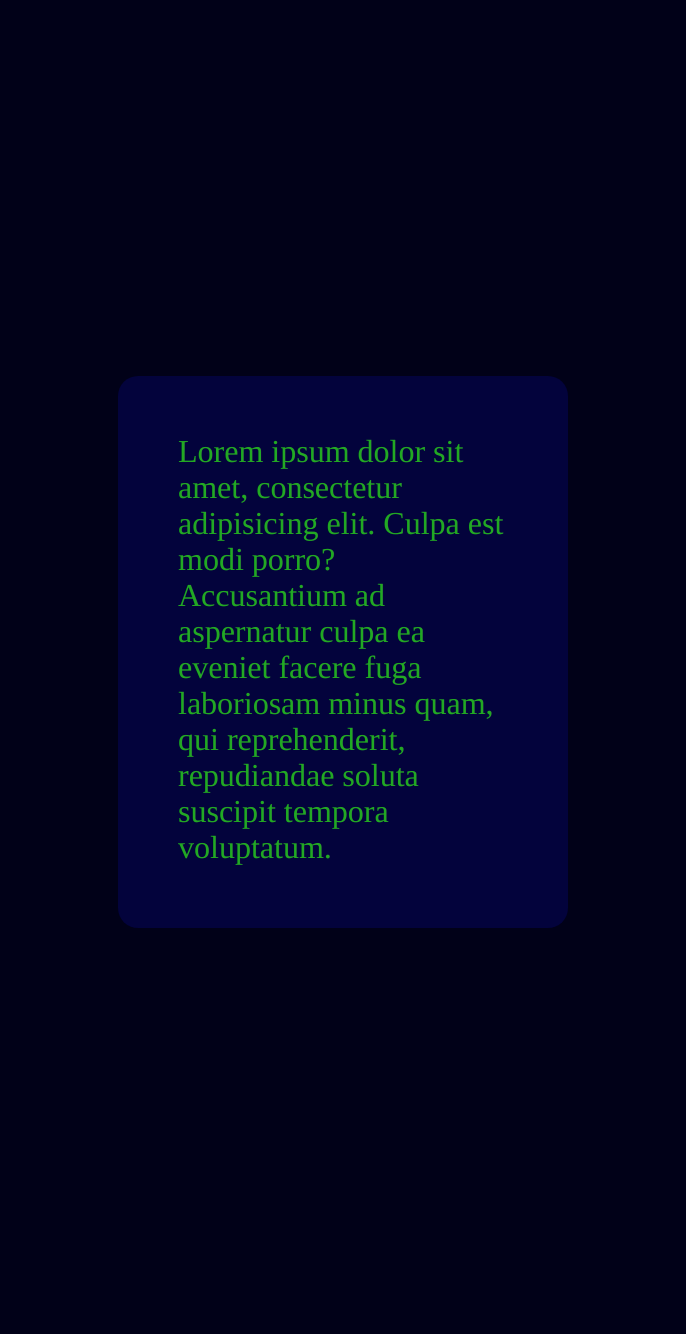 Lorem ipsum dolor sit
amet, consectetur
adipisicing elit. Culpa est
modi porro?
Accusantium ad
aspernatur culpa ea
eveniet facere fuga
laboriosam minus quam,
qui reprehenderit,
repudiandae soluta
suscipit tempora
voluptatum.